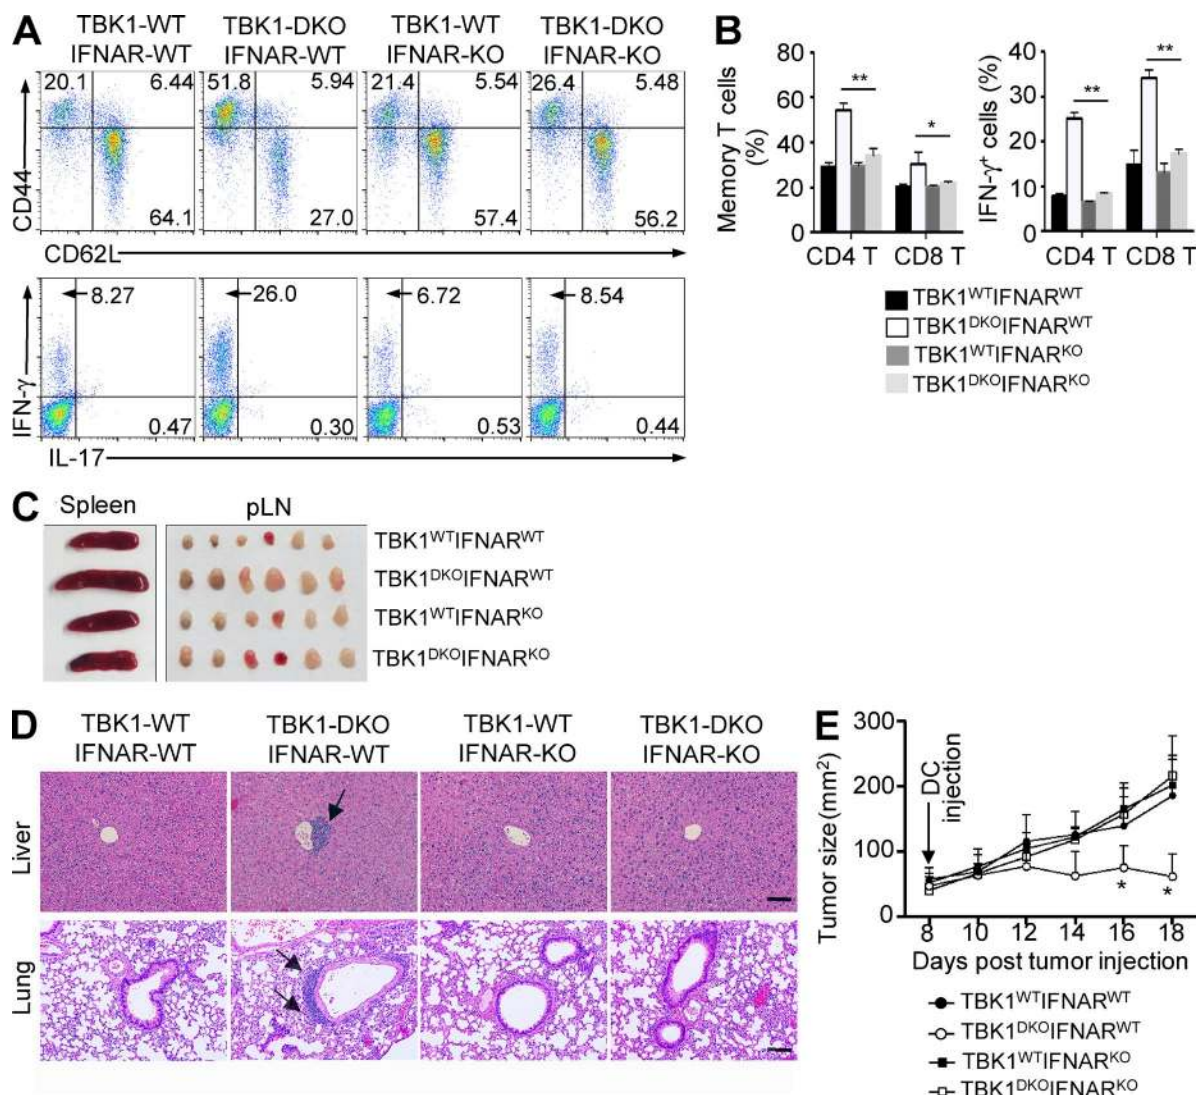 A
TBK1-WT TBK1-DKO TBK1-WT TBK1-DKO
IFNAR-WT IFNAR-WT IFNAR-KO IFNAR-KO
20.1 6.44 51.8 5.94 21.4 5.54 26.4 5.48
CD44
64.1 27.0 57.4 56.2
CD62L
8.27 26.0 6.72 8.54
IFN-γ
0.47 0.30 0.53 0.44
IL-17
B
Memory T cells
(%)
80
60
40
20
0
** *
CD4 T CD8 T
IFN-γ+ cells (%)
40
30
20
10
0
** **
CD4 T CD8 T
TBK1WTIFNARWT
TBK1DKOIFNARWT
TBK1WTIFNARKO
TBK1DKOIFNARKO
C
Spleen pLN
TBK1WTIFNARWT
TBK1DKOIFNARWT
TBK1WTIFNARKO
TBK1DKOIFNARKO
D
TBK1-WT TBK1-DKO TBK1-WT TBK1-DKO
IFNAR-WT IFNAR-WT IFNAR-KO IFNAR-KO
Liver
Lung
E
Tumor size (mm2)
300
200
100
0
DC
injection
* *
8 10 12 14 16 18
Days post tumor injection
TBK1WTIFNARWT
TBK1DKOIFNARWT
TBK1WTIFNARKO
TBK1DKOIFNARKO